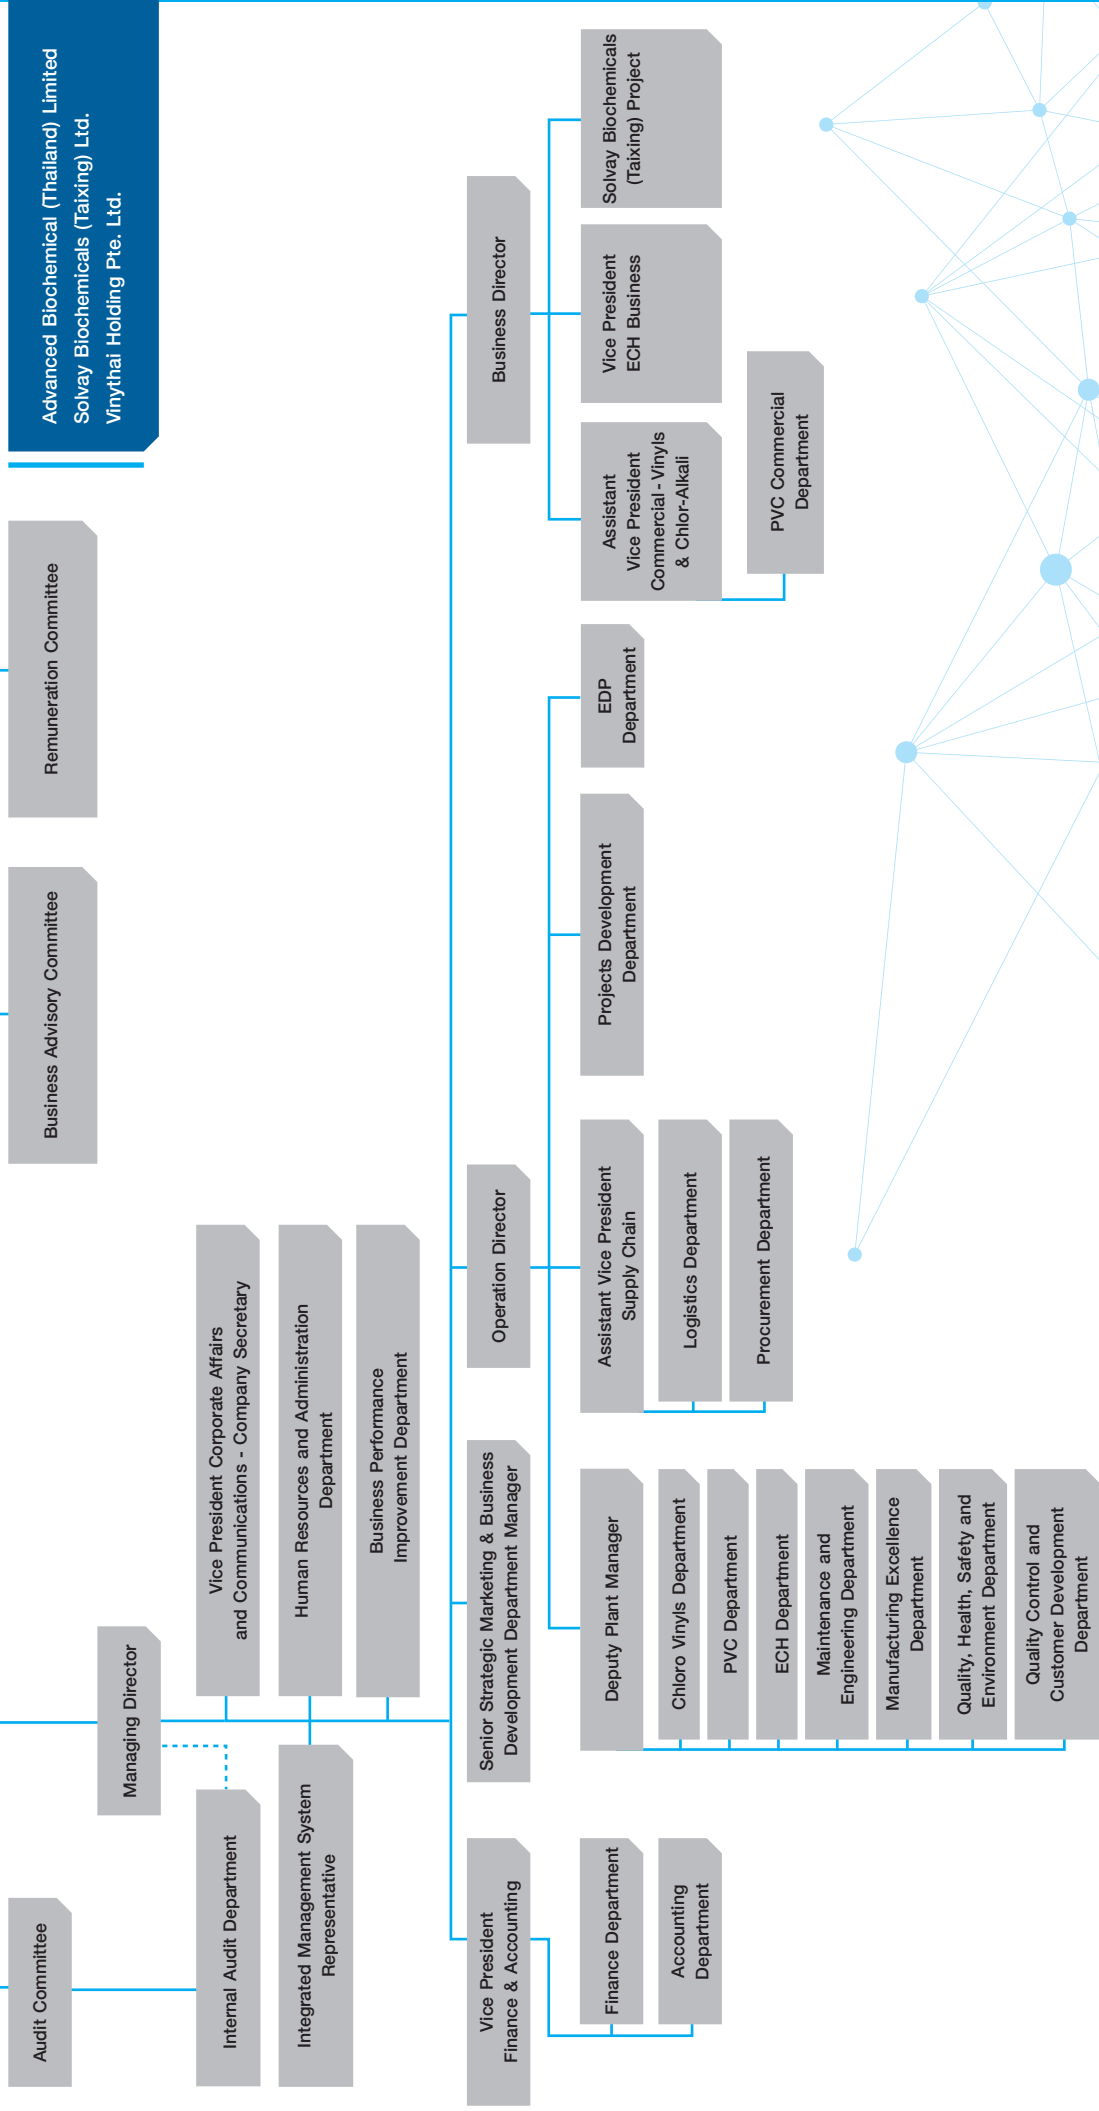 Audit Committee
Business Advisory Committee
Remuneration Committee
Advanced Biochemical (Thailand) Limited
Solvay Biochemicals (Taixing) Ltd.
Vinythai Holding Pte. Ltd.
Managing Director
Internal Audit Department
Vice President Corporate Affairs
and Communications - Company Secretary
Integrated Management System
Representative
Human Resources and Administration
Department
Business Performance
Improvement Department
Vice President
Finance & Accounting
Senior Strategic Marketing & Business
Development Department Manager
Operation Director
Business Director
Finance Department
Accounting
Department
Deputy Plant Manager
Chloro Vinyls Department
PVC Department
ECH Department
Maintenance and
Engineering Department
Manufacturing Excellence
Department
Quality, Health, Safety and
Environment Department
Quality Control and
Customer Development
Department
Assistant Vice President
Supply Chain
Logistics Department
Procurement Department
Projects Development
Department
EDP
Department
Assistant
Vice President
Commercial - Vinyls
& Chlor-Alkali
PVC Commercial
Department
Vice President
ECH Business
Solvay Biochemicals
(Taixing) Project